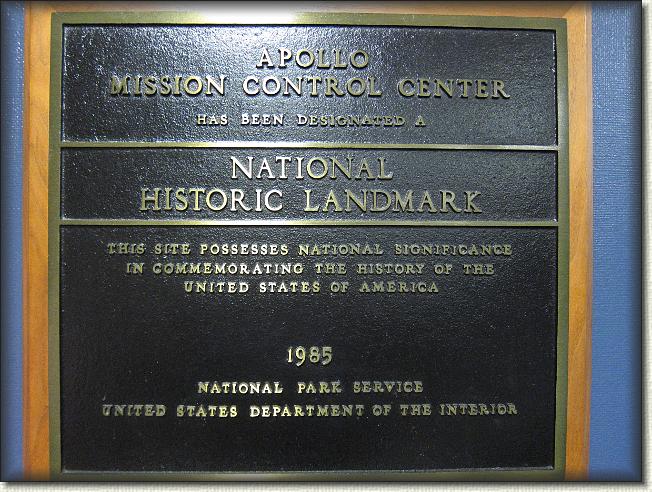 APOLLO
MISSION CONTROL CENTER
HAS BEEN DESIGNATED A
NATIONAL
HISTORIC LANDMARK
THIS SITE POSSESSES NATIONAL SIGNIFICANCE
IN COMMEMORATING THE HISTORY OF THE
UNITED STATES OF AMERICA
1985
NATIONAL PARK SERVICE
UNITED STATES DEPARTMENT OF THE INTERIOR